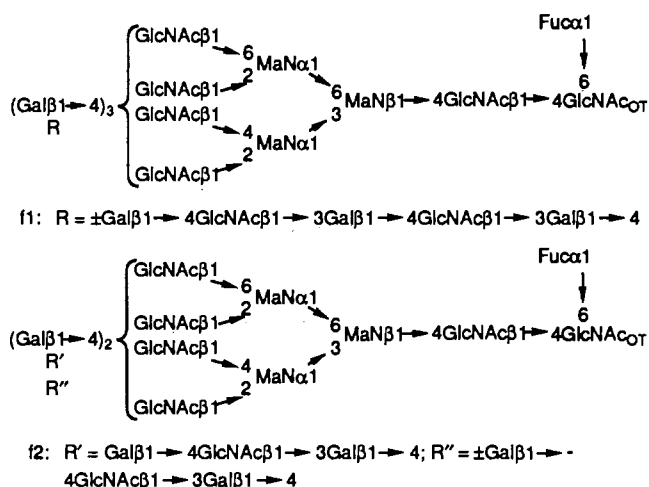 GlcNAcβ1 Fucα1
6 MaNα1
GlcNAcβ1 2 6
(Galβ1→ 4)₃ GlcNAcβ1 6 MaNβ1→4GlcNAcβ1→4GlcNAcOT
R 4 MaNα1 3
GlcNAcβ1 2
f1: R = ±Galβ1→4GlcNAcβ1→3Galβ1→4GlcNAcβ1→3Galβ1→4
GlcNAcβ1 Fucα1
6 MaNα1
GlcNAcβ1 2 6
(Galβ1→ 4)₂ GlcNAcβ1 6 MaNβ1→4GlcNAcβ1→4GlcNAcOT
R' 4 MaNα1 3
R" GlcNAcβ1 2
f2: R' = Galβ1→4GlcNAcβ1→3Galβ1→4; R" = ±Galβ1→-
4GlcNAcβ1→3Galβ1→4